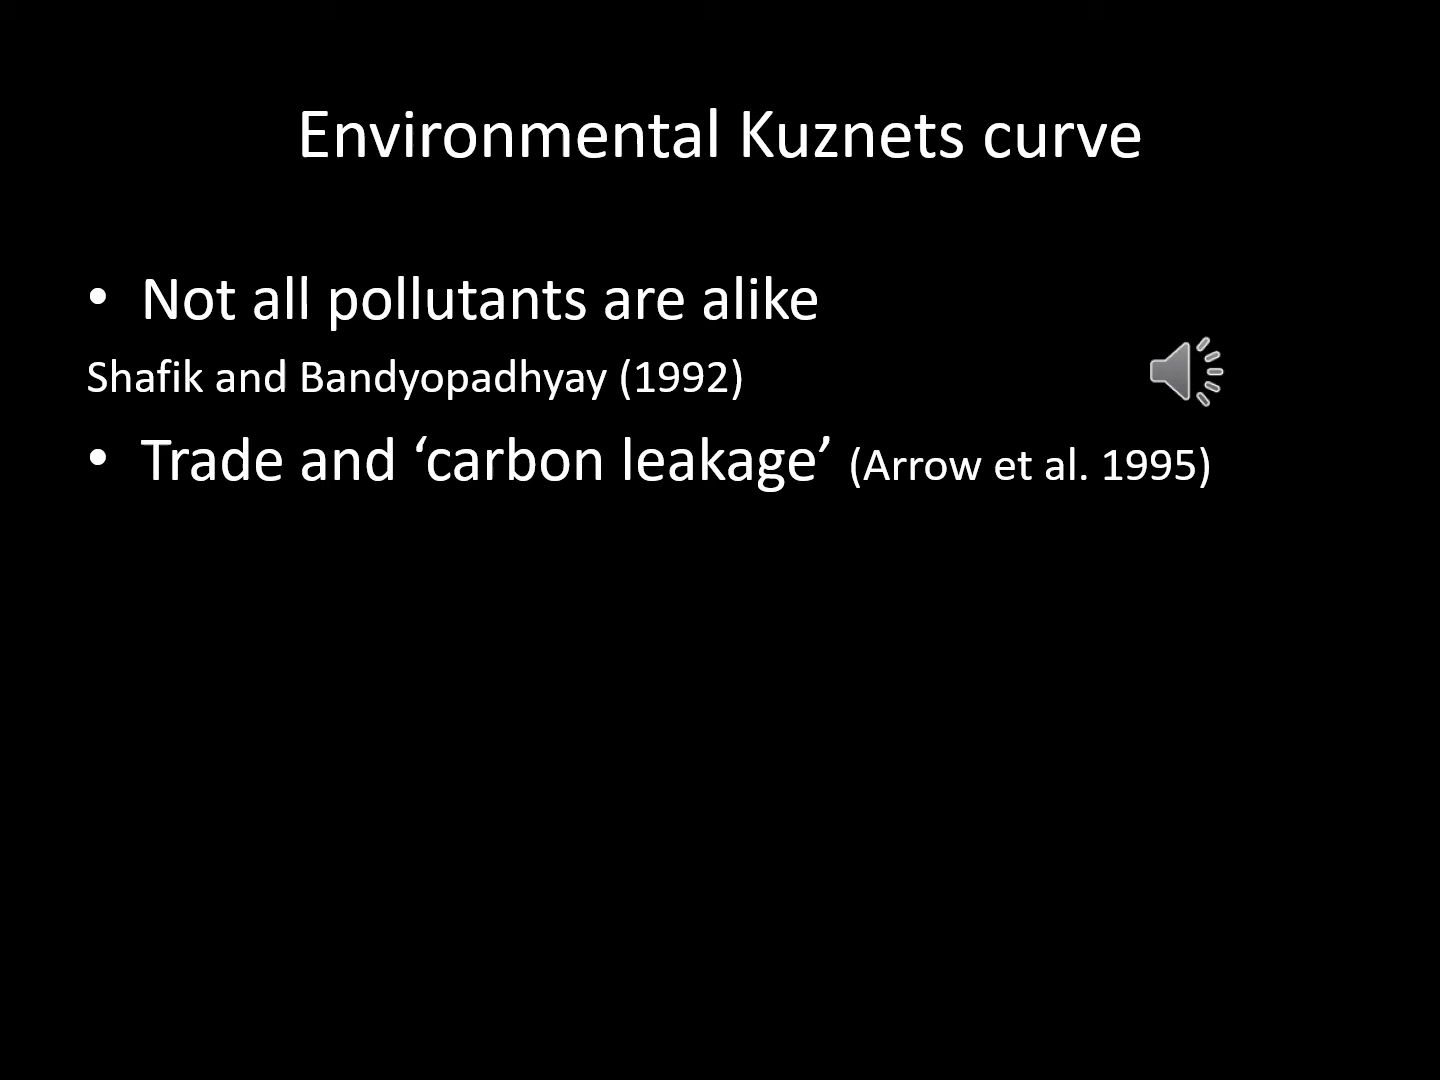 Environmental Kuznets curve
• Not all pollutants are alike
Shafik and Bandyopadhyay (1992)
• Trade and ‘carbon leakage’ (Arrow et al. 1995)